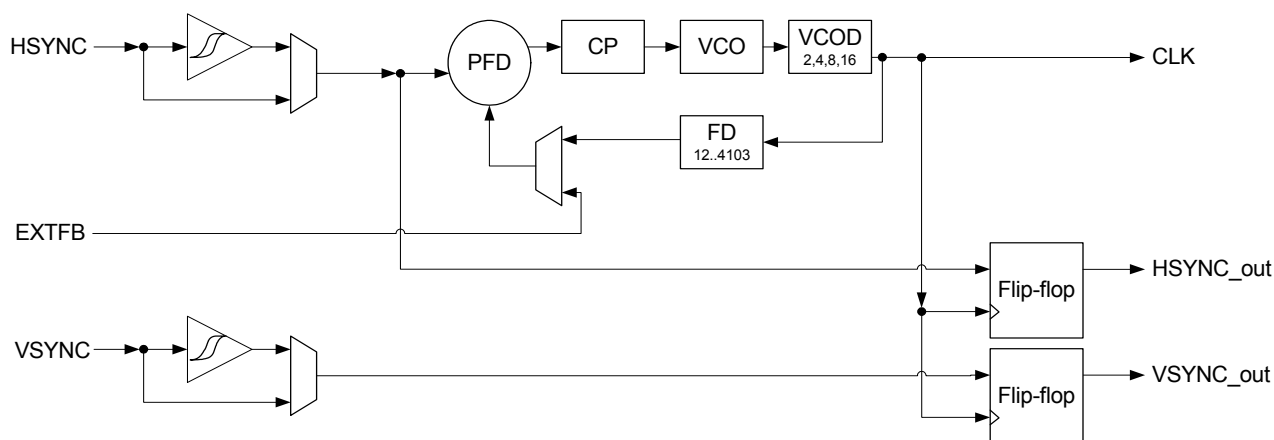 HSYNC
PFD
CP
VCO
VCOD
2,4,8,16
CLK
FD
12..4103
EXTFB
Flip-flop
HSYNC_out
VSYNC
Flip-flop
VSYNC_out